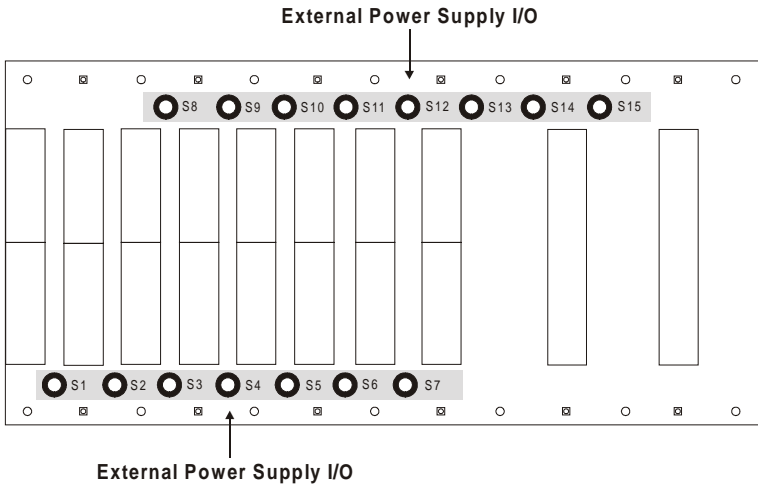 External Power Supply I/O
S8 S9 S10 S11 S12 S13 S14 S15
S1 S2 S3 S4 S5 S6 S7
External Power Supply I/O